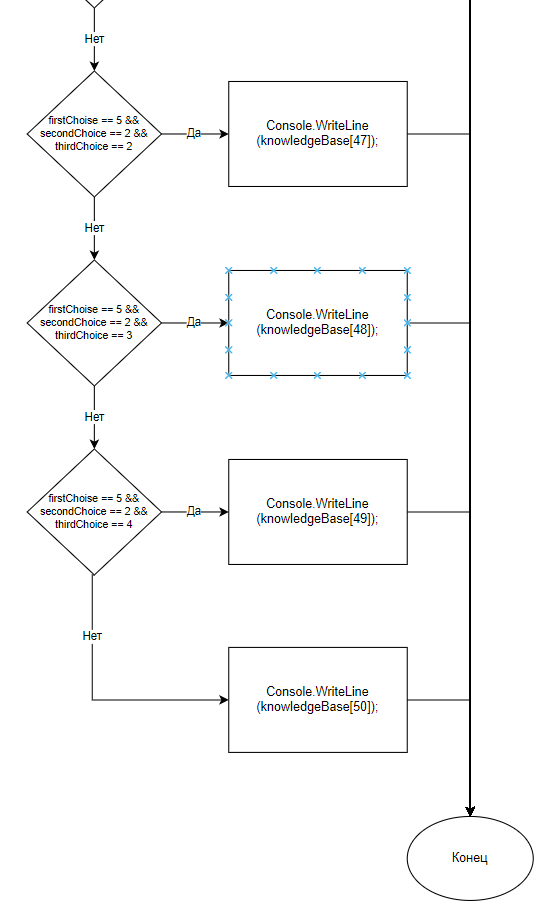 Нет
firstChoise == 5 &&
secondChoice == 2 &&
thirdChoice == 2
Да
Console.WriteLine
(knowledgeBase[47]);
Нет
firstChoise == 5 &&
secondChoice == 2 &&
thirdChoice == 3
Да
Console.WriteLine
(knowledgeBase[48]);
Нет
firstChoise == 5 &&
secondChoice == 2 &&
thirdChoice == 4
Да
Console.WriteLine
(knowledgeBase[49]);
Нет
Console.WriteLine
(knowledgeBase[50]);
Конец